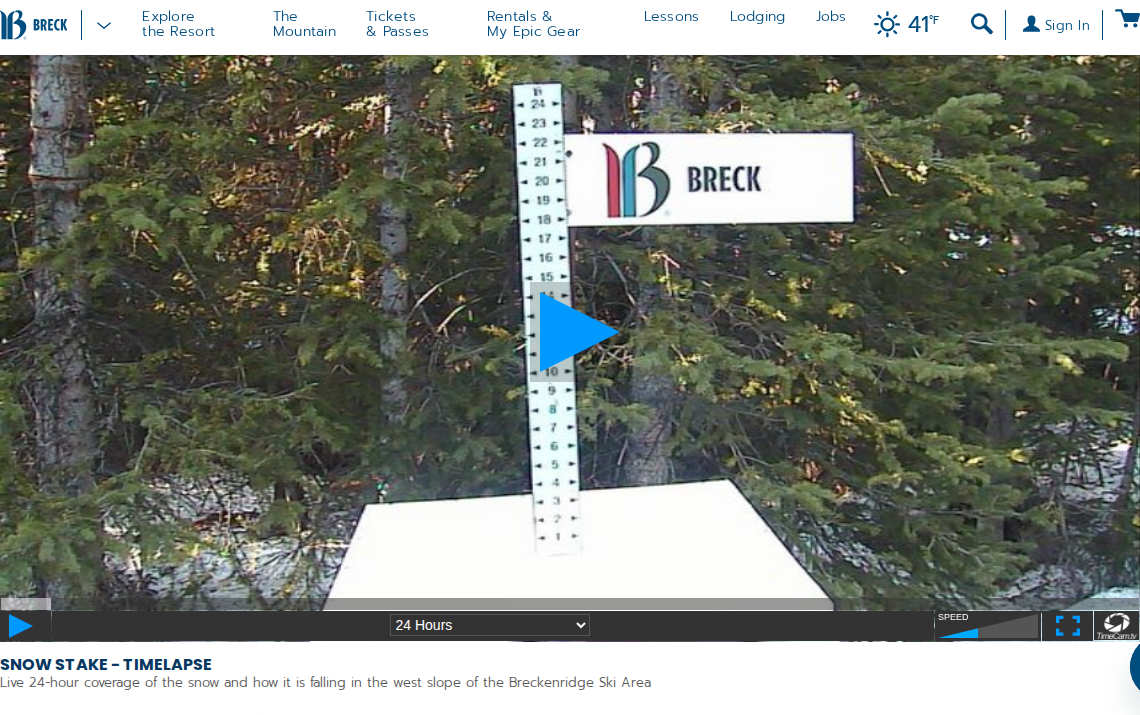 BRECK
Explore
the Resort
The
Mountain
Tickets
& Passes
Rentals &
My Epic Gear
Lessons
Lodging
Jobs
41°F
Sign In
24
23
22
21
20
19
18
17
16
15
BRECK
10
9
8
7
6
5
4
3
2
1
24 Hours
SPEED
TimeCam.tv
SNOW STAKE - TIMELAPSE
Live 24-hour coverage of the snow and how it is falling in the west slope of the Breckenridge Ski Area